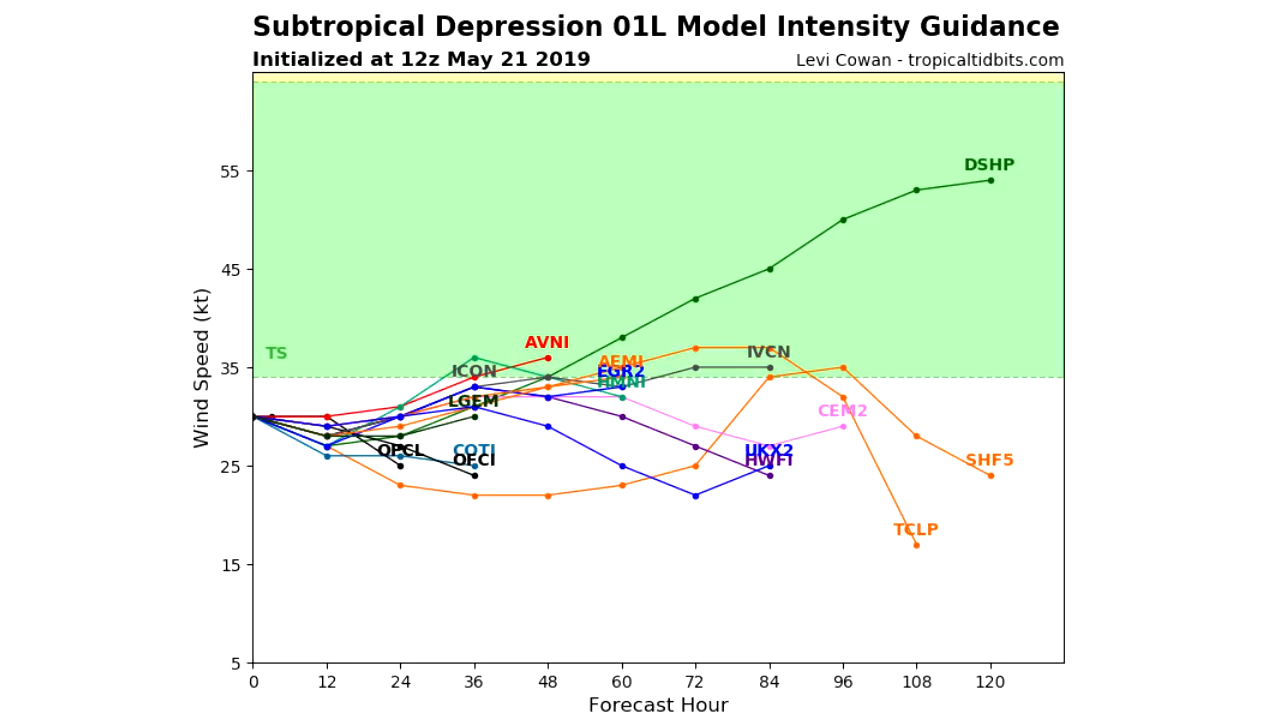 Subtropical Depression 01L Model Intensity Guidance
Initialized at 12z May 21 2019
Levi Cowan - tropicaltidbits.com
DSHP
55
45
TS
AVNI
IVCN
35
ICON
AEMI
EGR2
HMNI
LGEM
CEM2
Wind Speed (kt)
OPCL
COTI
OFCI
UKX2
HWFI
SHF5
25
TCLP
15
5
0 12 24 36 48 60 72 84 96 108 120
Forecast Hour